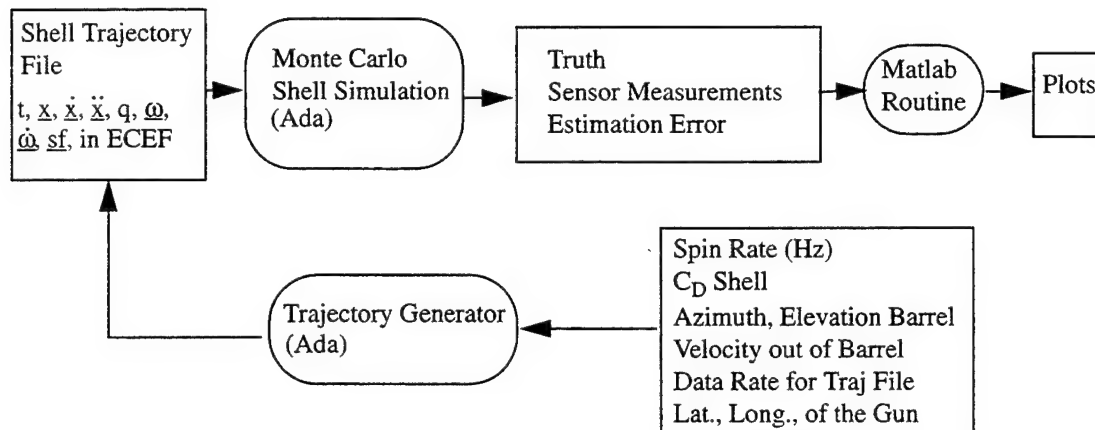 Shell Trajectory
File
t, x, ẋ, ẍ, q, ω,
ω̇, sf, in ECEF
Monte Carlo
Shell Simulation
(Ada)
Truth
Sensor Measurements
Estimation Error
Matlab
Routine
Plots
Trajectory Generator
(Ada)
Spin Rate (Hz)
C_D Shell
Azimuth, Elevation Barrel
Velocity out of Barrel
Data Rate for Traj File
Lat., Long., of the Gun